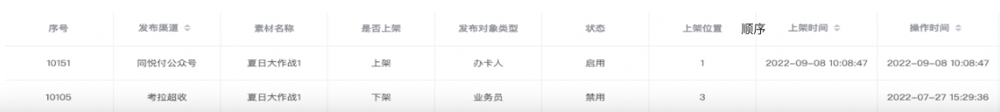 序号 发布渠道 素材名称 是否上架 发布对象类型 状态 上架位置 顺序 上架时间 操作时间
10151 同悦付公众号 夏日大作战1 上架 办卡人 启用 1 2022-09-08 10:08:47 2022-09-08 10:08:47
10105 考拉超收 夏日大作战1 下架 业务员 禁用 3 2022-07-27 15:29:36